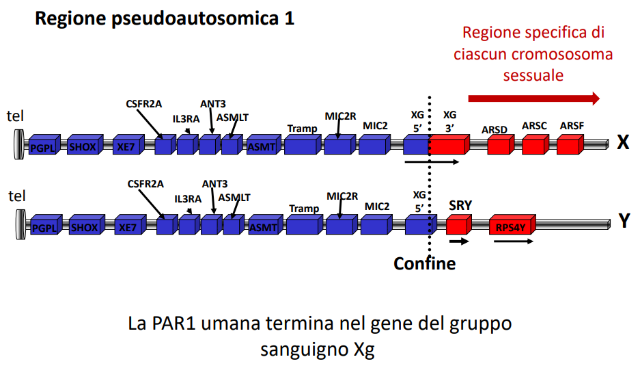 Regione pseudoautosomica 1
Regione specifica di
ciascun cromososoma
sessuale
tel
CSFR2A
IL3RA
ANT3
ASMLT
Tramp
MIC2R
MIC2
XG
5’
XG
3’
ARSD
ARSC
ARSF
PGPL
SHOX
XE7
ASMT
X
tel
CSFR2A
IL3RA
ANT3
ASMLT
Tramp
MIC2R
MIC2
XG
5’
SRY
PGPL
SHOX
XE7
ASMT
RPS4Y
Y
Confine
La PAR1 umana termina nel gene del gruppo
sanguigno Xg